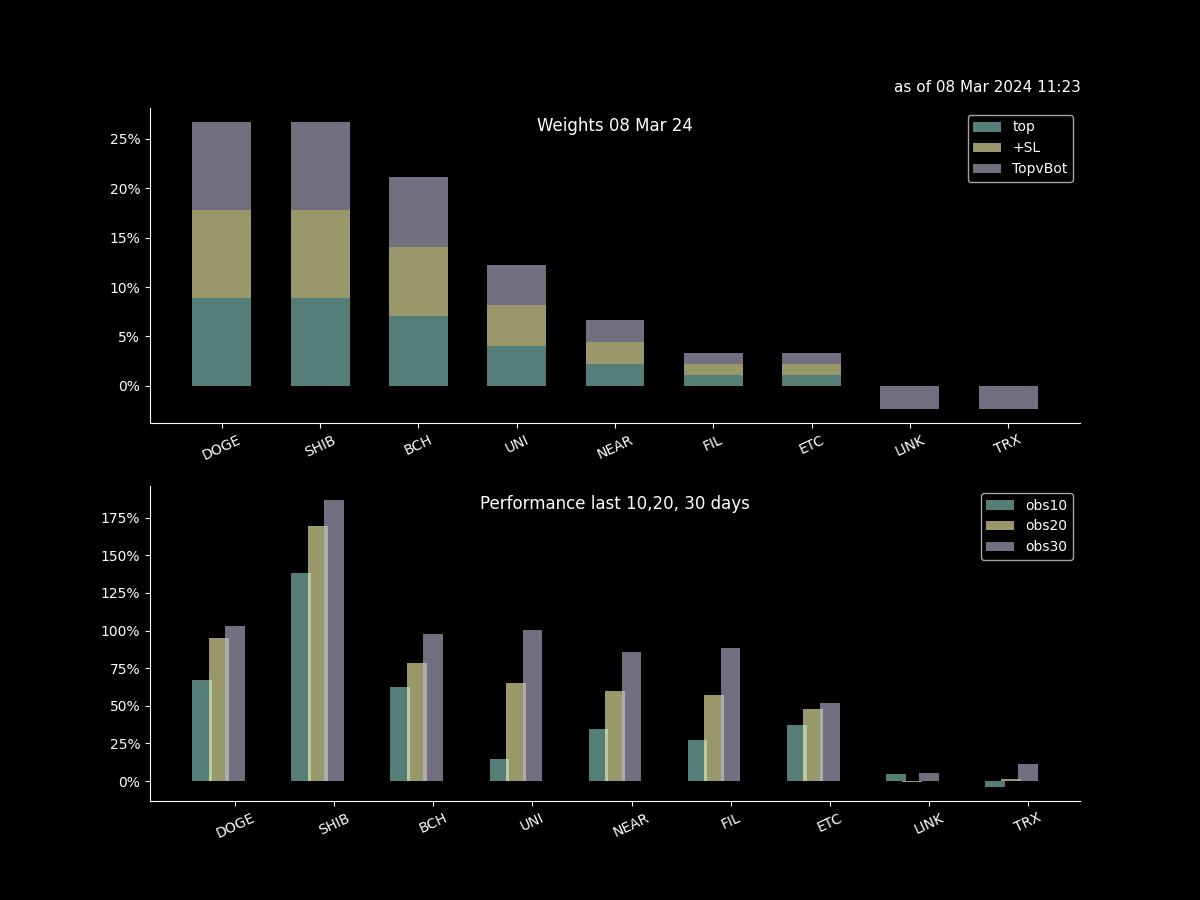 as of 08 Mar 2024 11:23
Weights 08 Mar 24
top
+SL
TopvBot
25%
20%
15%
10%
5%
0%
DOGE
SHIB
BCH
UNI
NEAR
FIL
ETC
LINK
TRX
Performance last 10,20, 30 days
obs10
obs20
obs30
175%
150%
125%
100%
75%
50%
25%
0%
DOGE
SHIB
BCH
UNI
NEAR
FIL
ETC
LINK
TRX